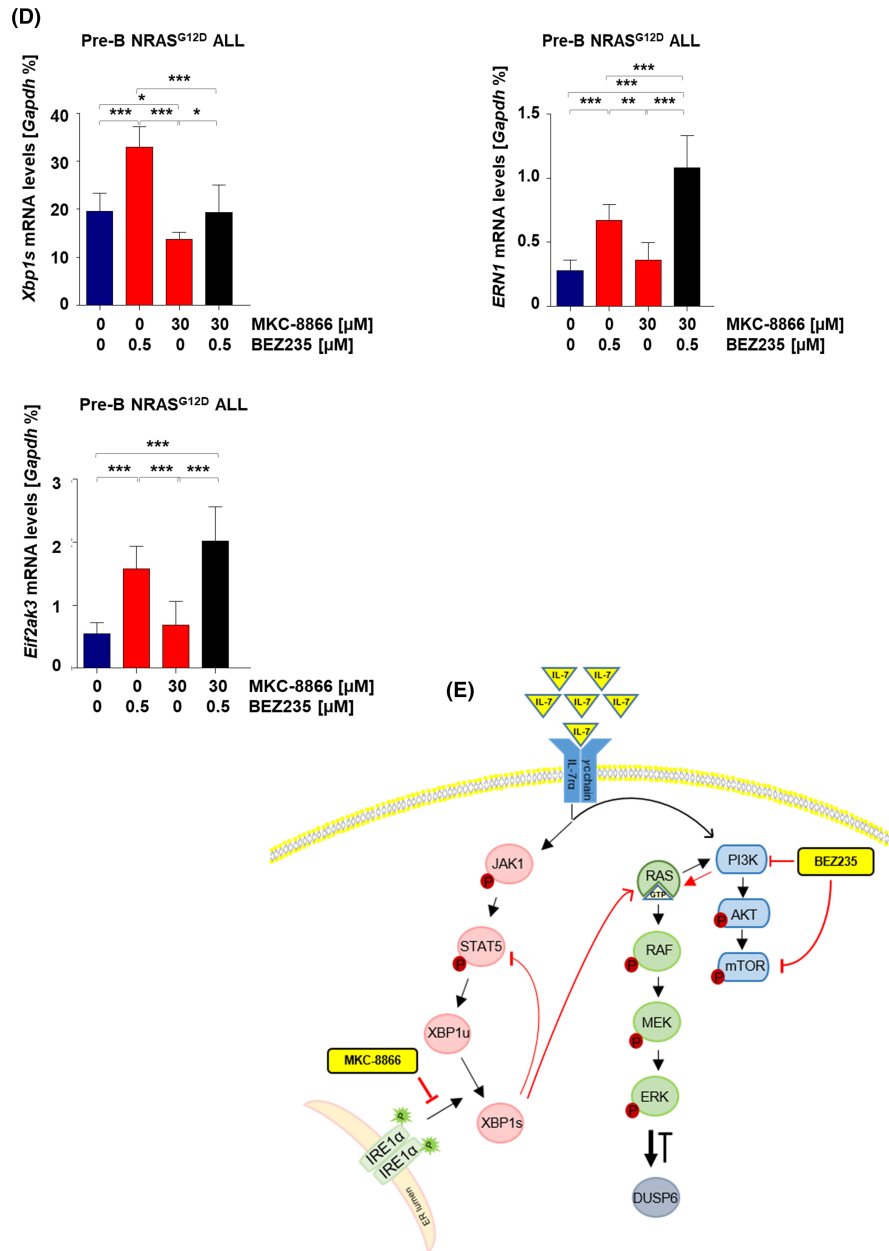 (D)
Pre-B NRASG12D ALL
***
*
*** *** *
Xbp1s mRNA levels [Gapdh %]
40
30
20
10
0
0 0 30 30 MKC-8866 [µM]
0 0.5 0 0.5 BEZ235 [µM]
Pre-B NRASG12D ALL
***
***
*** ** ***
ERN1 mRNA levels [Gapdh %]
1.5
1.0
0.5
0
0 0 30 30 MKC-8866 [µM]
0 0.5 0 0.5 BEZ235 [µM]
Pre-B NRASG12D ALL
***
*** *** ***
Eif2ak3 mRNA levels [Gapdh %]
3
2
1
0
0 0 30 30 MKC-8866 [µM]
0 0.5 0 0.5 BEZ235 [µM]
(E)
IL-7 IL-7
IL-7 IL-7 IL-7
IL-7
IL-7rα
γc chain
JAK1
P
STAT5
P
XBP1u
MKC-8866
XBP1s
P
P
IRE1α
IRE1α
ER lumen
RAS
GTP
RAF
P
MEK
P
ERK
P
DUSP6
PI3K
BEZ235
AKT
P
mTOR
P